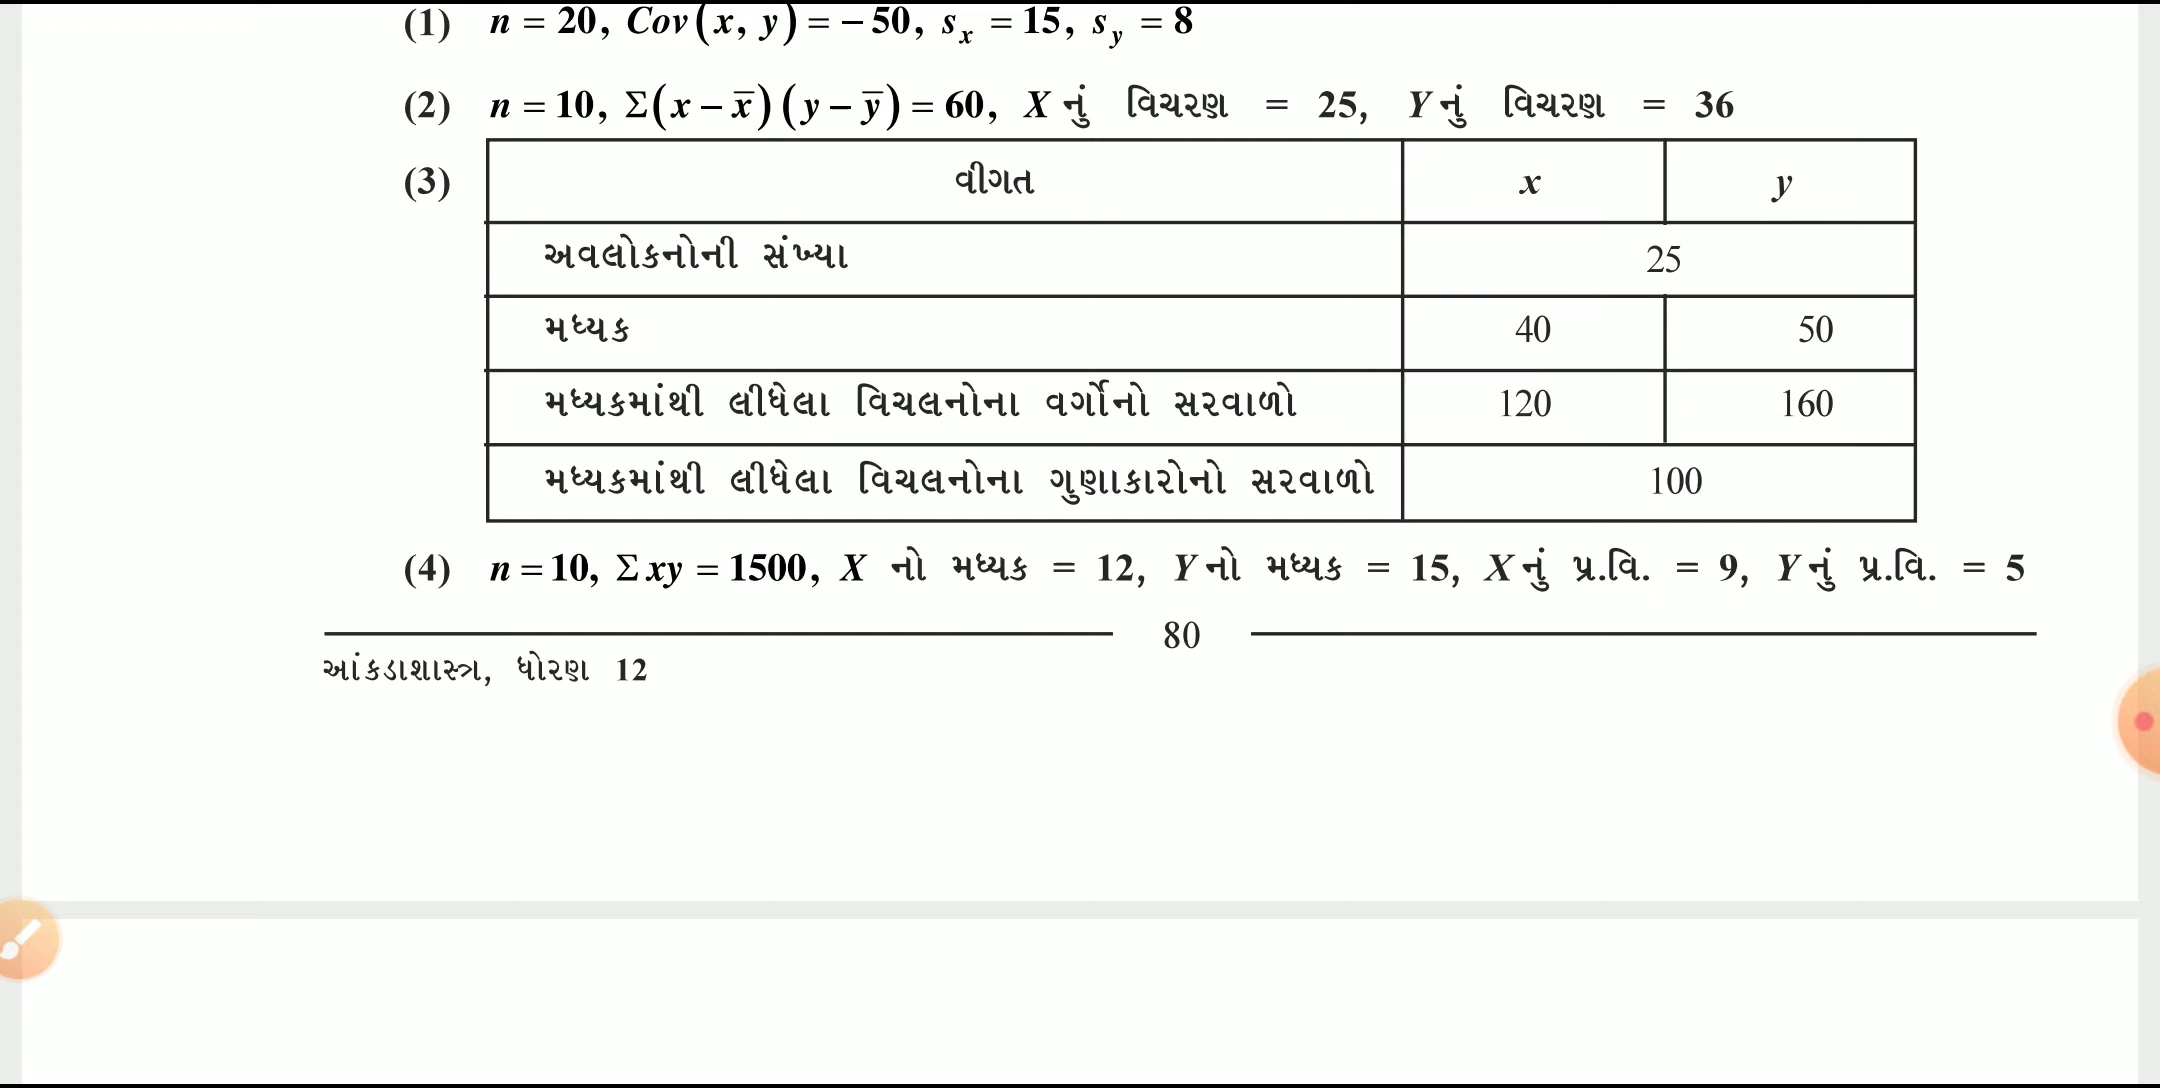 (1) n = 20, Cov(x, y) = – 50, sₓ = 15, s_y = 8
(2) n = 10, Σ(x – x̅)(y – y̅) = 60, X નું વિચરણ = 25, Y નું વિચરણ = 36
(3) વીગત x y
અવલોકનોની સંખ્યા 25
મધ્યક 40 50
મધ્યકમાંથી લીધેલા વિચલનોના વર્ગોનો સરવાળો 120 160
મધ્યકમાંથી લીધેલા વિચલનોના ગુણાકારોનો સરવાળો 100
(4) n = 10, Σ xy = 1500, X નો મધ્યક = 12, Y નો મધ્યક = 15, X નું પ્ર.વિ. = 9, Y નું પ્ર.વિ. = 5
80
આંકડાશાસ્ત્ર, ધોરણ 12